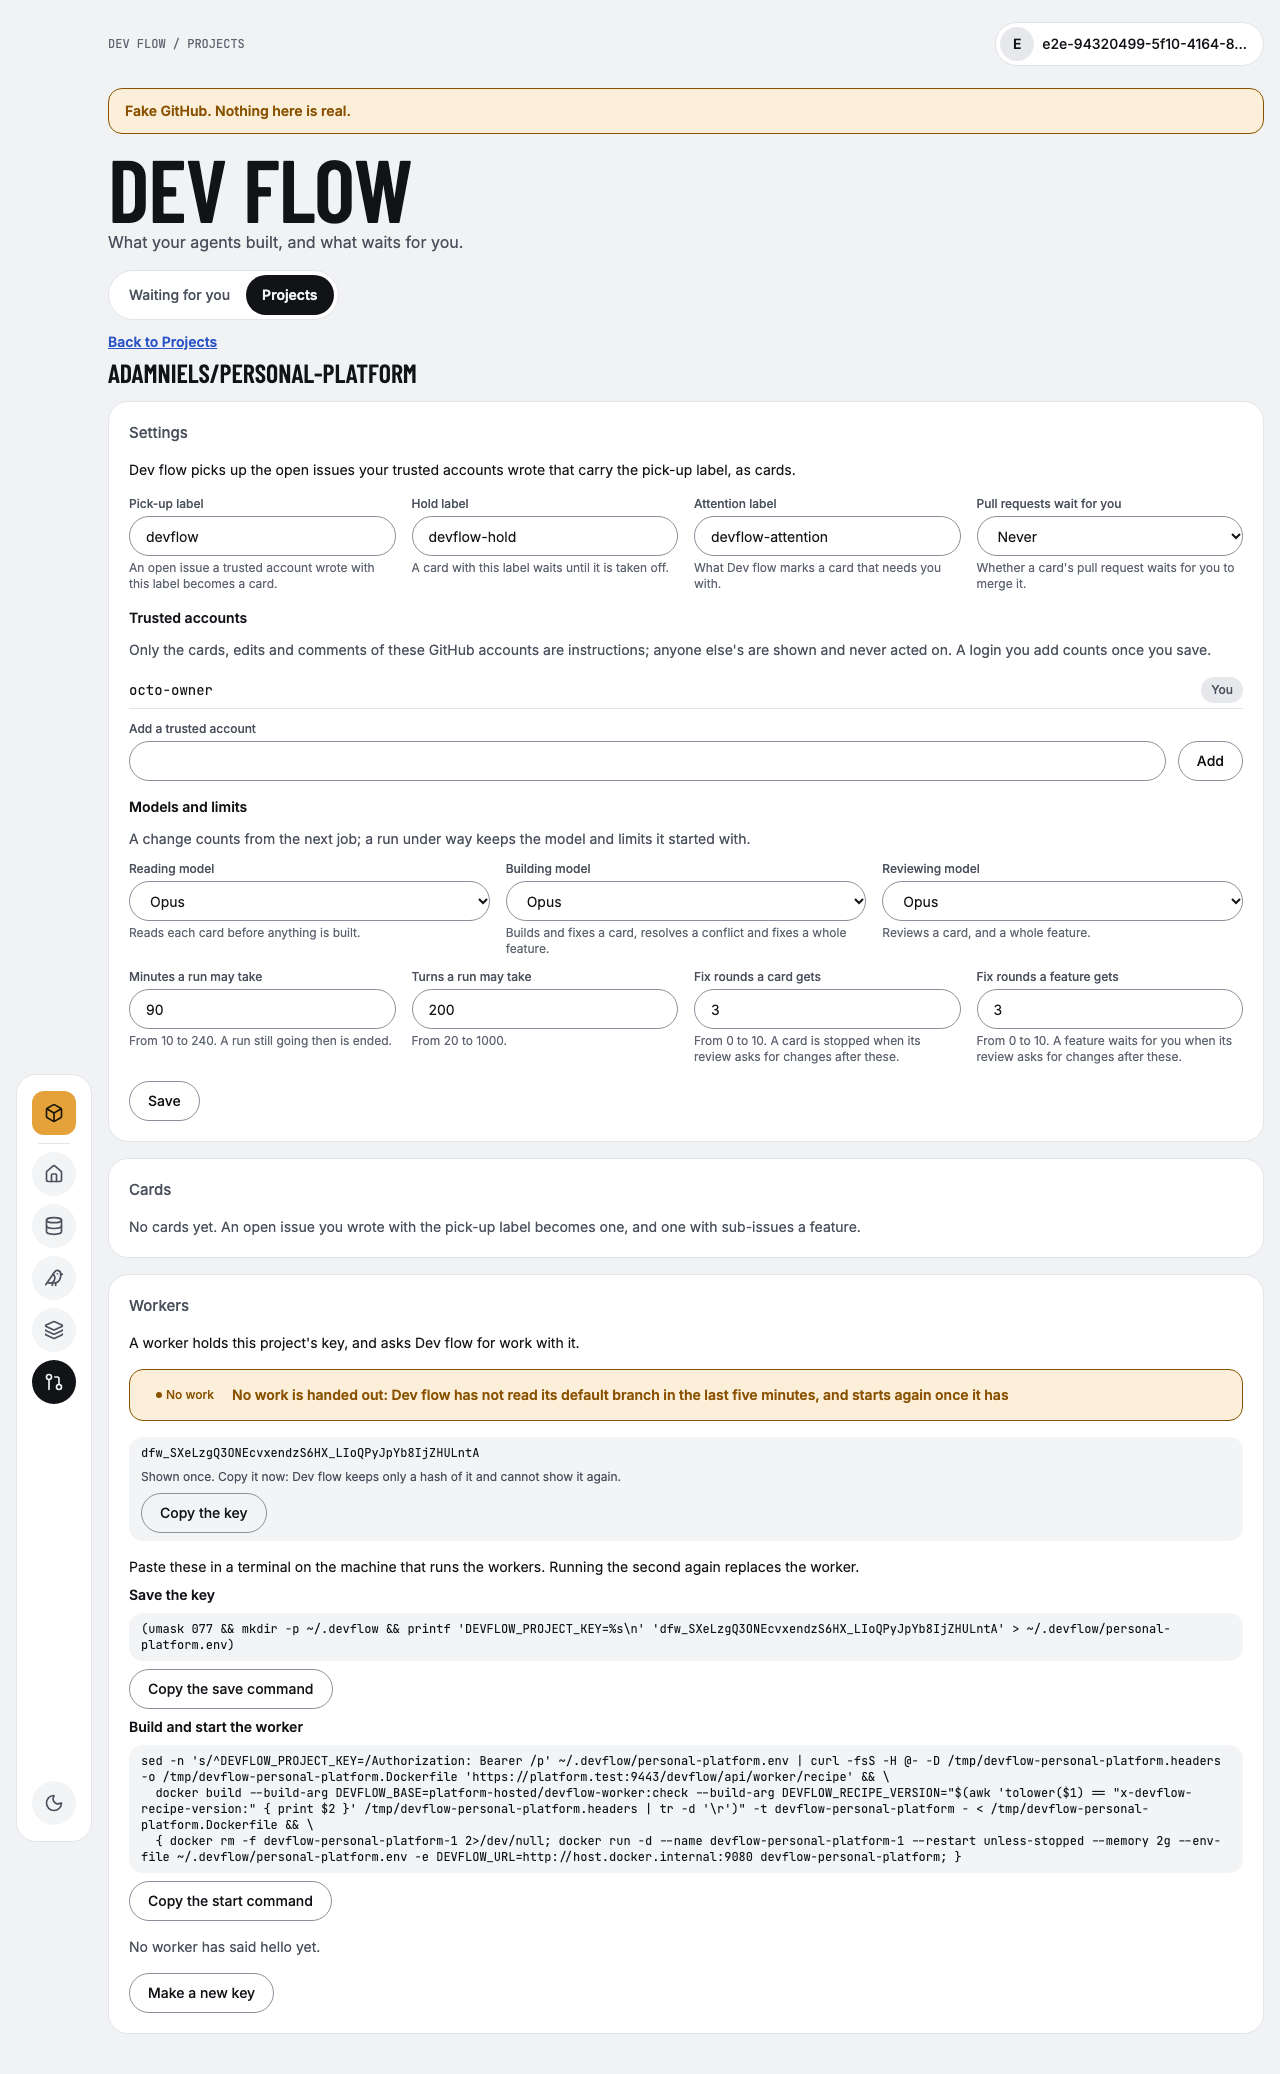 DEV FLOW / PROJECTS
E
e2e-94320499-5f10-4164-8...
Fake GitHub. Nothing here is real.
DEV FLOW
What your agents built, and what waits for you.
Waiting for you
Projects
Back to Projects
ADAMNIELS/PERSONAL-PLATFORM
Settings
Dev flow picks up the open issues your trusted accounts wrote that carry the pick-up label, as cards.
Pick-up label
devflow
An open issue a trusted account wrote with
this label becomes a card.
Hold label
devflow-hold
A card with this label waits until it is taken off.
Attention label
devflow-attention
What Dev flow marks a card that needs you
with.
Pull requests wait for you
Never
Whether a card's pull request waits for you to
merge it.
Trusted accounts
Only the cards, edits and comments of these GitHub accounts are instructions; anyone else's are shown and never acted on. A login you add counts once you save.
octo-owner
You
Add a trusted account
Add
Models and limits
A change counts from the next job; a run under way keeps the model and limits it started with.
Reading model
Opus
Reads each card before anything is built.
Building model
Opus
Builds and fixes a card, resolves a conflict and fixes a whole
feature.
Reviewing model
Opus
Reviews a card, and a whole feature.
Minutes a run may take
90
From 10 to 240. A run still going then is ended.
Turns a run may take
200
From 20 to 1000.
Fix rounds a card gets
3
From 0 to 10. A card is stopped when its
review asks for changes after these.
Fix rounds a feature gets
3
From 0 to 10. A feature waits for you when its
review asks for changes after these.
Save
Cards
No cards yet. An open issue you wrote with the pick-up label becomes one, and one with sub-issues a feature.
Workers
A worker holds this project's key, and asks Dev flow for work with it.
No work
No work is handed out: Dev flow has not read its default branch in the last five minutes, and starts again once it has
dfw_SXeLzgQ3ONEcvxendzS6HX_LIoQPyJpYb8IjZHULntA
Shown once. Copy it now: Dev flow keeps only a hash of it and cannot show it again.
Copy the key
Paste these in a terminal on the machine that runs the workers. Running the second again replaces the worker.
Save the key
(umask 077 && mkdir -p ~/.devflow && printf 'DEVFLOW_PROJECT_KEY=%s\n' 'dfw_SXeLzgQ3ONEcvxendzS6HX_LIoQPyJpYb8IjZHULntA' > ~/.devflow/personal-
platform.env)
Copy the save command
Build and start the worker
sed -n 's/^DEVFLOW_PROJECT_KEY=/Authorization: Bearer /p' ~/.devflow/personal-platform.env | curl -fsS -H @- -D /tmp/devflow-personal-platform.headers
-o /tmp/devflow-personal-platform.Dockerfile 'https://platform.test:9443/devflow/api/worker/recipe' && \
docker build --build-arg DEVFLOW_BASE=platform-hosted/devflow-worker:check --build-arg DEVFLOW_RECIPE_VERSION="$(awk 'tolower($1) == "x-devflow-
recipe-version:" { print $2 }' /tmp/devflow-personal-platform.headers | tr -d '\r')" -t devflow-personal-platform - < /tmp/devflow-personal-
platform.Dockerfile && \
{ docker rm -f devflow-personal-platform-1 2>/dev/null; docker run -d --name devflow-personal-platform-1 --restart unless-stopped --memory 2g --env-
file ~/.devflow/personal-platform.env -e DEVFLOW_URL=http://host.docker.internal:9080 devflow-personal-platform; }
Copy the start command
No worker has said hello yet.
Make a new key